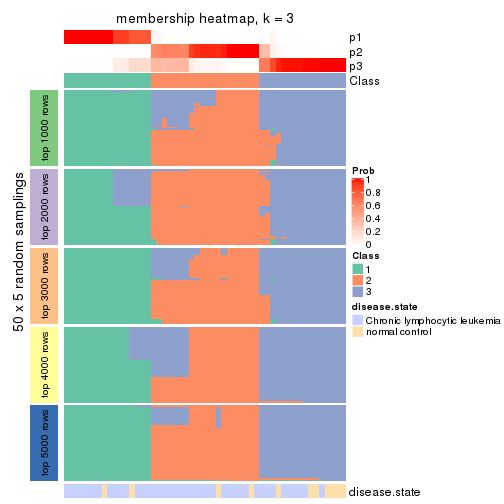 membership heatmap, k = 3
p1
p2
p3
Class
50 x 5 random samplings
top 1000 rows
top 2000 rows
top 3000 rows
top 4000 rows
top 5000 rows
Prob
1
0.8
0.6
0.4
0.2
0
Class
1
2
3
disease.state
Chronic lymphocytic leukemia
normal control
disease.state